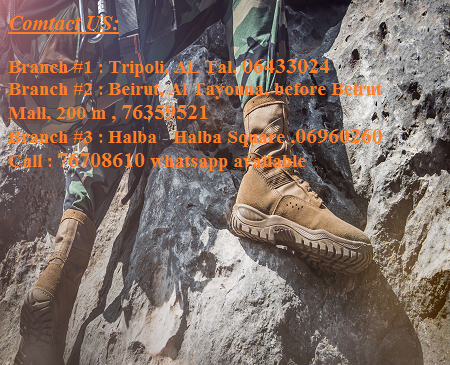 Comtact US:
Branch #1 : Tripoli, AL Tal, 06433024
Branch #2 : Beirut, Al Tayouna, before Beirut
Mall, 200 m , 76359521
Branch #3 : Halba - Halba Square ,06960260
Call : 76708610 whatsapp available